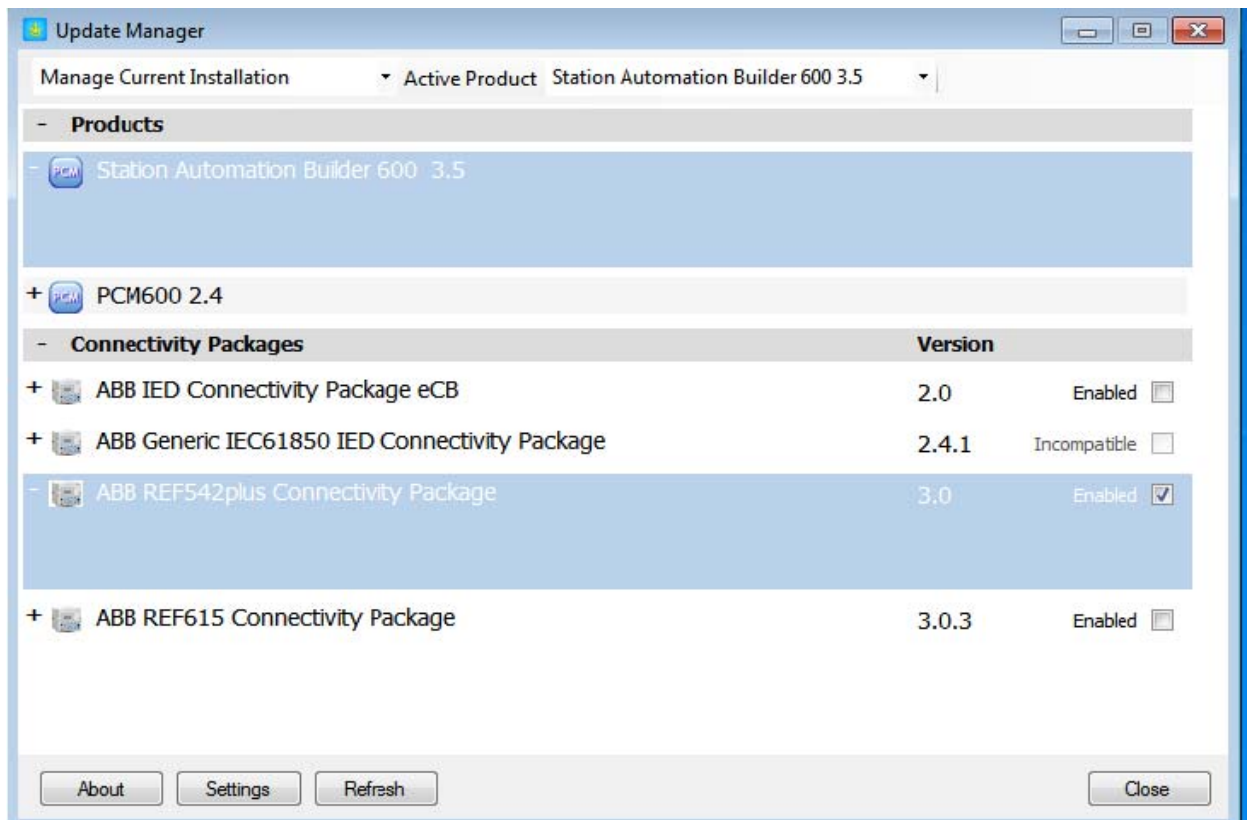 Update Manager
Manage Current Installation Active Product Station Automation Builder 600 3.5
- Products
- PCM Station Automation Builder 600 3.5
+ PCM PCM600 2.4
- Connectivity Packages Version
+ ABB IED Connectivity Package eCB 2.0 Enabled
+ ABB Generic IEC61850 IED Connectivity Package 2.4.1 Incompatible
- ABB REF542plus Connectivity Package 3.0 Enabled
+ ABB REF615 Connectivity Package 3.0.3 Enabled
About Settings Refresh Close